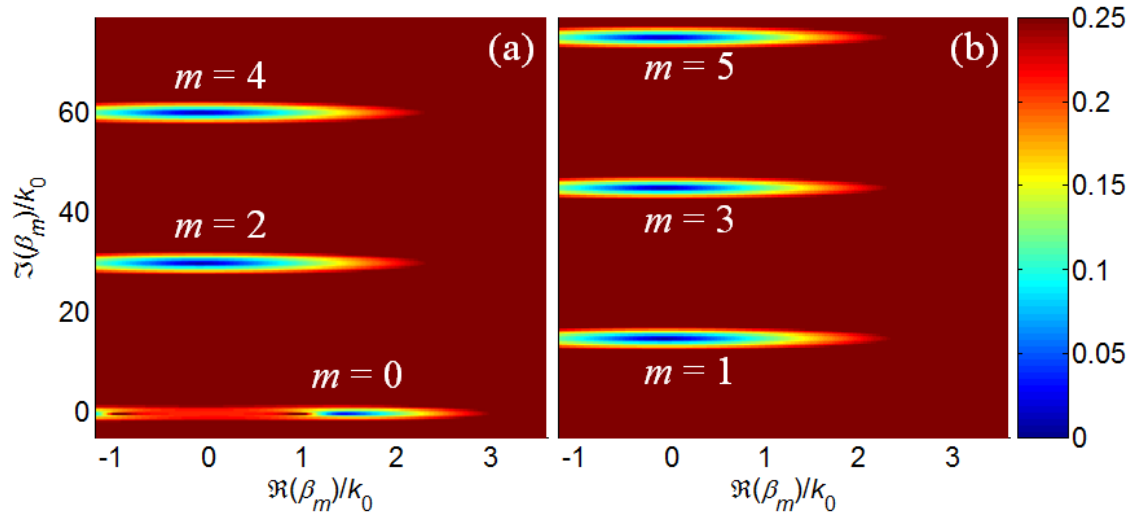 (a)
m = 4
m = 2
m = 0
60
40
20
0
ℑ(βm)/k0
-1 0 1 2 3
ℜ(βm)/k0
(b)
m = 5
m = 3
m = 1
-1 0 1 2 3
ℜ(βm)/k0
0.25
0.2
0.15
0.1
0.05
0